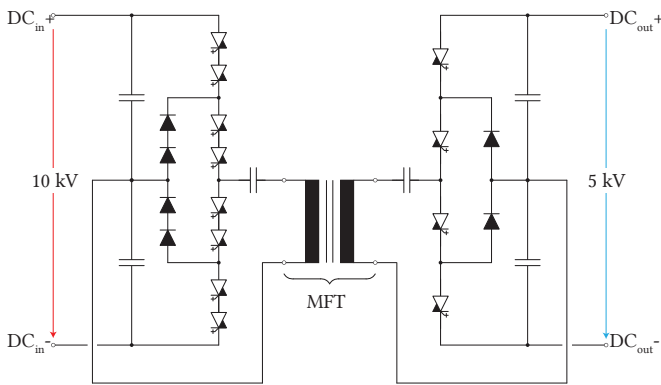 DCin+
DCout+
10 kV
5 kV
MFT
DCin-
DCout-